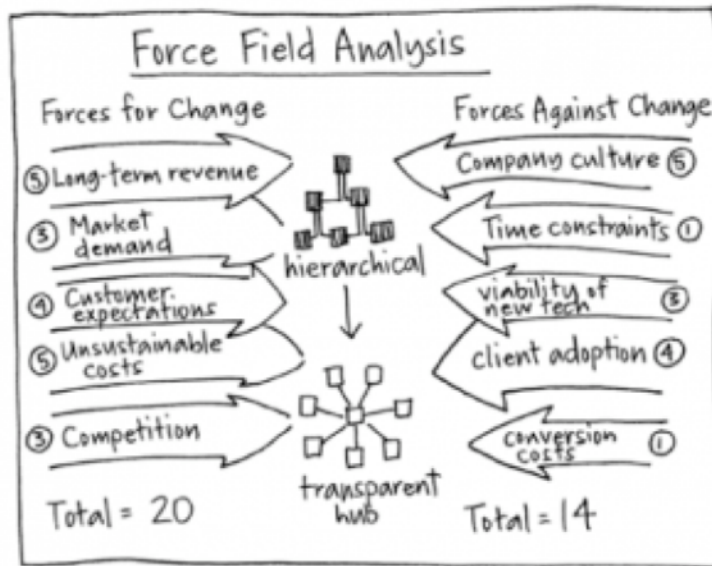 Force Field Analysis
Forces for Change
⑤ Long-term revenue
③ Market
demand
④ Customer
expectations
⑤ Unsustainable
costs
③ Competition
Total = 20
hierarchical
transparent
hub
Forces Against Change
Company culture ⑤
Time constraints ①
viability of
new tech ③
client adoption ④
conversion
costs ①
Total = 14